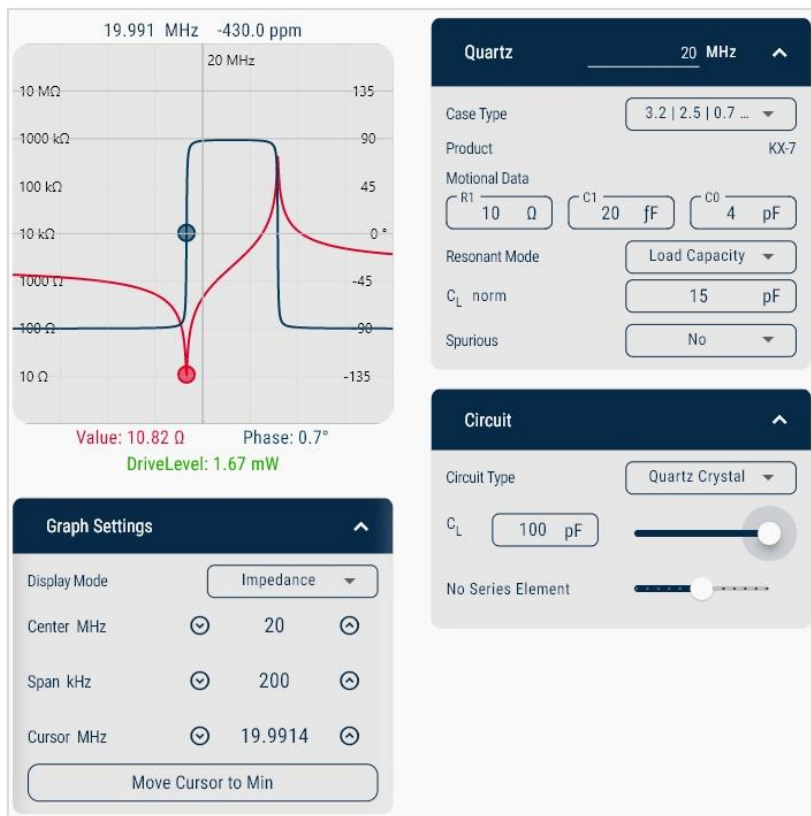 19.991 MHz -430.0 ppm
20 MHz
10 MΩ 135
1000 kΩ 90
100 kΩ 45
10 kΩ 0 °
1000 Ω -45
100 Ω -90
10 Ω -135
Value: 10.82 Ω Phase: 0.7°
DriveLevel: 1.67 mW
Graph Settings
Display Mode Impedance
Center MHz 20
Span kHz 200
Cursor MHz 19.9914
Move Cursor to Min
Quartz 20 MHz
Case Type 3.2 | 2.5 | 0.7 ...
Product KX-7
Motional Data
R1 C1 C0
10 Ω 20 ƒF 4 pF
Resonant Mode Load Capacity
CL norm 15 pF
Spurious No
Circuit
Circuit Type Quartz Crystal
CL 100 pF
No Series Element